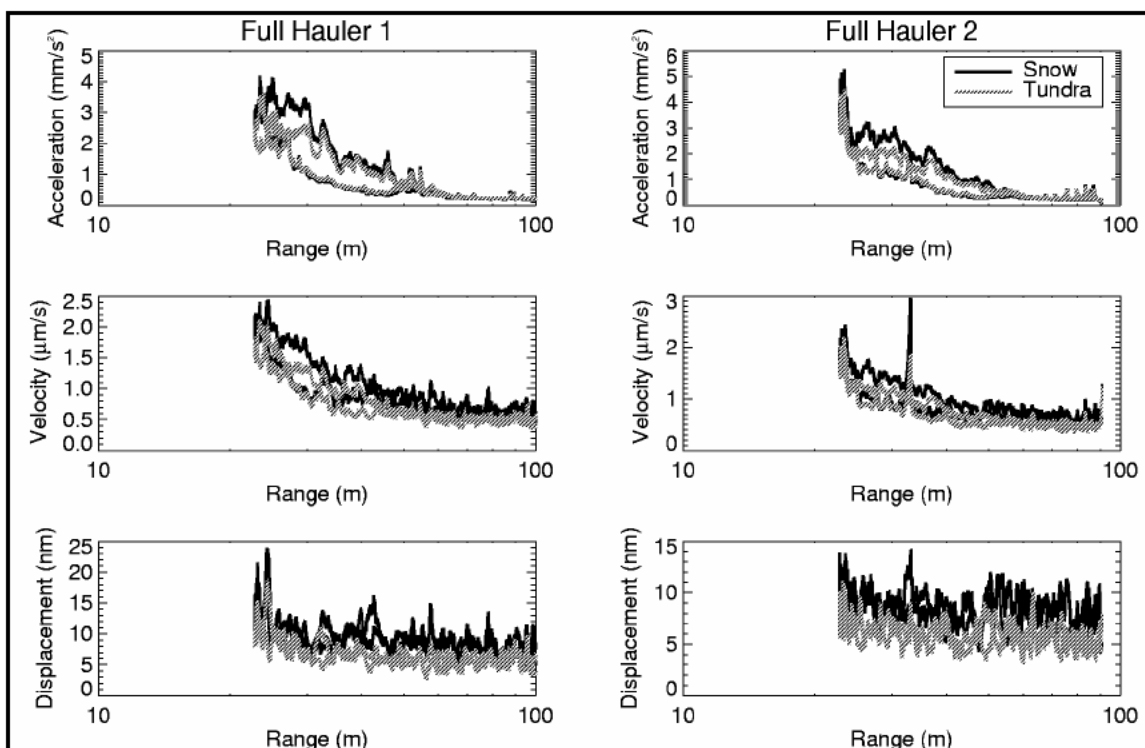 Full Hauler 1
Acceleration (mm/s²)
5
4
3
2
1
0
10
100
Range (m)
Full Hauler 2
Snow
Tundra
Acceleration (mm/s²)
6
5
4
3
2
1
0
10
100
Range (m)
Velocity (μm/s)
2.5
2.0
1.5
1.0
0.5
0.0
10
100
Range (m)
Velocity (μm/s)
3
2
1
0
10
100
Range (m)
Displacement (nm)
25
20
15
10
5
0
10
100
Range (m)
Displacement (nm)
15
10
5
0
10
100
Range (m)